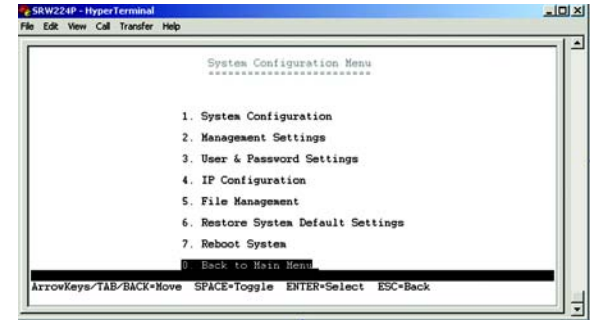 SRW224P - HyperTerminal
File Edit View Call Transfer Help
System Configuration Menu
==========================
1. System Configuration
2. Management Settings
3. User & Password Settings
4. IP Configuration
5. File Management
6. Restore System Default Settings
7. Reboot System
0. Back to Main Menu
ArrowKeys/TAB/BACK=Move SPACE=Toggle ENTER=Select ESC=Back